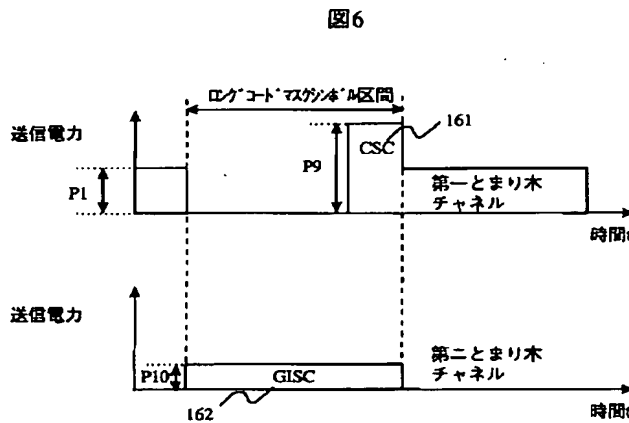 図6
ロングコードマスクシンボル区間
送信電力
161
CSC
P9
P1
第一とまり木
チャネル
時間
送信電力
第二とまり木
チャネル
P10
GISC
162
時間